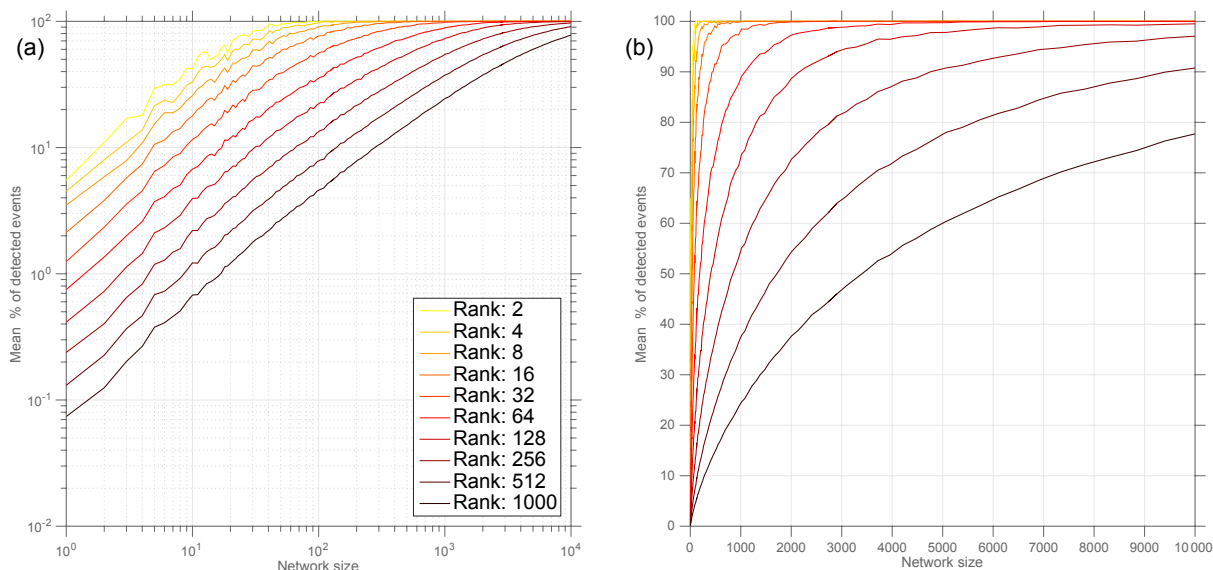 (a)
Mean % of detected events
10^2
10^1
10^0
10^-1
10^-2
10^0
10^1
10^2
10^3
10^4
Network size
Rank: 2
Rank: 4
Rank: 8
Rank: 16
Rank: 32
Rank: 64
Rank: 128
Rank: 256
Rank: 512
Rank: 1000
(b)
Mean % of detected events
100
90
80
70
60
50
40
30
20
10
0
0
1000
2000
3000
4000
5000
6000
7000
8000
9000
10 000
Network size